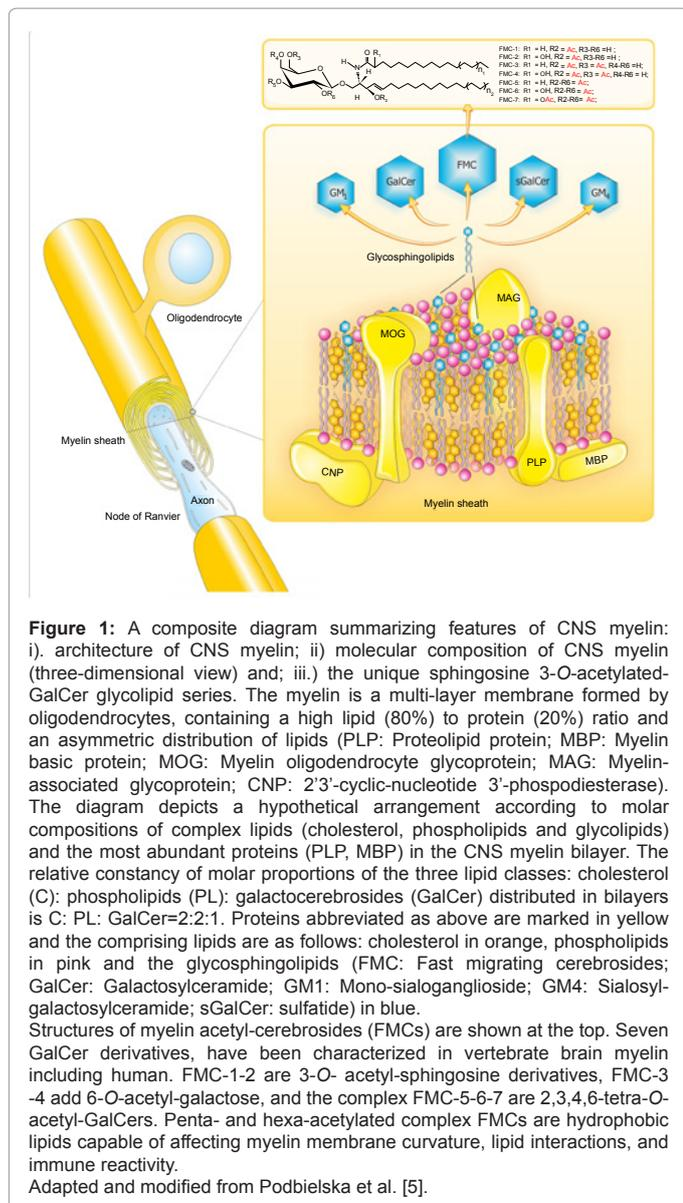 FMC-1: R1 = H, R2 = Ac, R3-R6 =H ;
FMC-2: R1 = OH, R2 = Ac, R3-R6 =H ;
FMC-3: R1 = H, R2 = Ac, R3 = Ac, R4-R6 =H;
FMC-4: R1 = OH, R2 = Ac, R3 = Ac, R4-R6 = H;
FMC-5: R1 = H, R2-R6 = Ac;
FMC-6: R1 = OH, R2-R6 = Ac;
FMC-7: R1 = OAc, R2-R6= Ac;
R4O
OR3
O
R5O
OR6
O
H
N
O
R1
H
H
OR2
n1
n2
GM1
GalCer
FMC
sGalCer
GM4
Glycosphingolipids
Oligodendrocyte
MAG
MOG
Myelin sheath
CNP
PLP
MBP
Axon
Node of Ranvier
Myelin sheath
Figure 1: A composite diagram summarizing features of CNS myelin:
i). architecture of CNS myelin; ii) molecular composition of CNS myelin
(three-dimensional view) and; iii.) the unique sphingosine 3-O-acetylated-
GalCer glycolipid series. The myelin is a multi-layer membrane formed by
oligodendrocytes, containing a high lipid (80%) to protein (20%) ratio and
an asymmetric distribution of lipids (PLP: Proteolipid protein; MBP: Myelin
basic protein; MOG: Myelin oligodendrocyte glycoprotein; MAG: Myelin-
associated glycoprotein; CNP: 2'3'-cyclic-nucleotide 3'-phospodiesterase).
The diagram depicts a hypothetical arrangement according to molar
compositions of complex lipids (cholesterol, phospholipids and glycolipids)
and the most abundant proteins (PLP, MBP) in the CNS myelin bilayer. The
relative constancy of molar proportions of the three lipid classes: cholesterol
(C): phospholipids (PL): galactocerebrosides (GalCer) distributed in bilayers
is C: PL: GalCer=2:2:1. Proteins abbreviated as above are marked in yellow
and the comprising lipids are as follows: cholesterol in orange, phospholipids
in pink and the glycosphingolipids (FMC: Fast migrating cerebrosides;
GalCer: Galactosylceramide; GM1: Mono-sialoganglioside; GM4: Sialosyl-
galactosylceramide; sGalCer: sulfatide) in blue.
Structures of myelin acetyl-cerebrosides (FMCs) are shown at the top. Seven
GalCer derivatives, have been characterized in vertebrate brain myelin
including human. FMC-1-2 are 3-O- acetyl-sphingosine derivatives, FMC-3
-4 add 6-O-acetyl-galactose, and the complex FMC-5-6-7 are 2,3,4,6-tetra-O-
acetyl-GalCers. Penta- and hexa-acetylated complex FMCs are hydrophobic
lipids capable of affecting myelin membrane curvature, lipid interactions, and
immune reactivity.
Adapted and modified from Podbielska et al. [5].